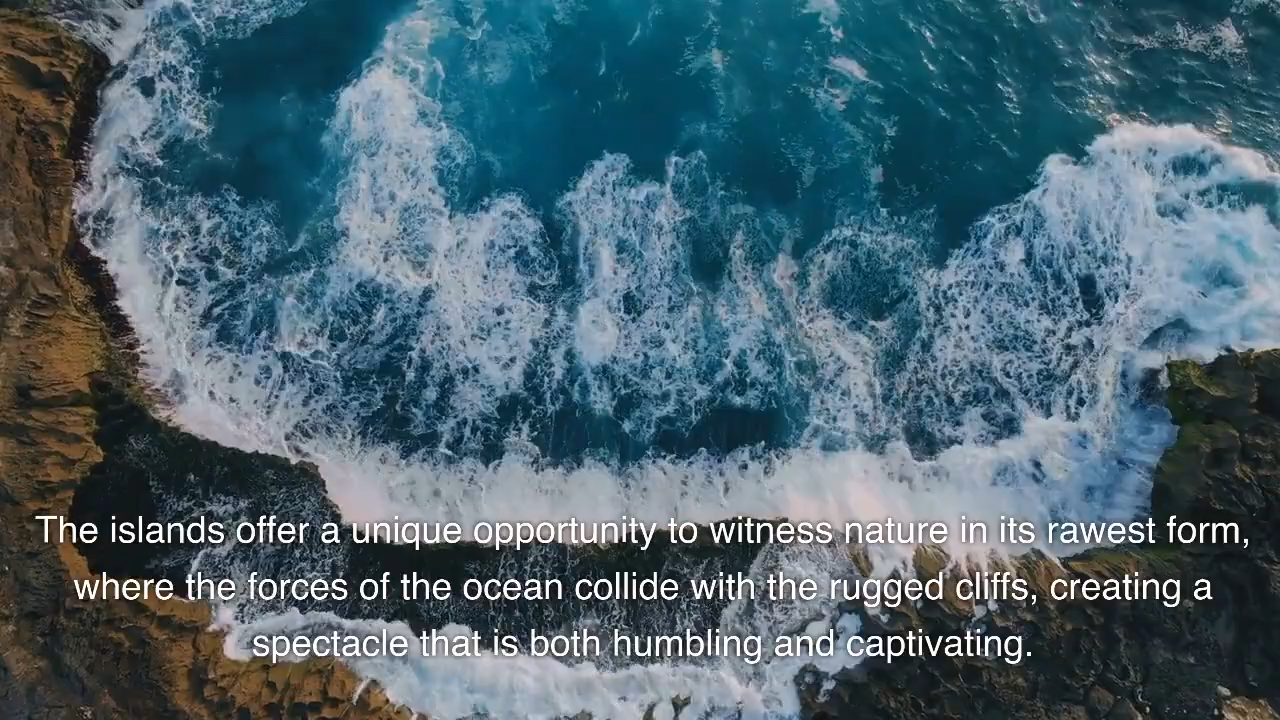 The islands offer a unique opportunity to witness nature in its rawest form,
where the forces of the ocean collide with the rugged cliffs, creating a
spectacle that is both humbling and captivating.